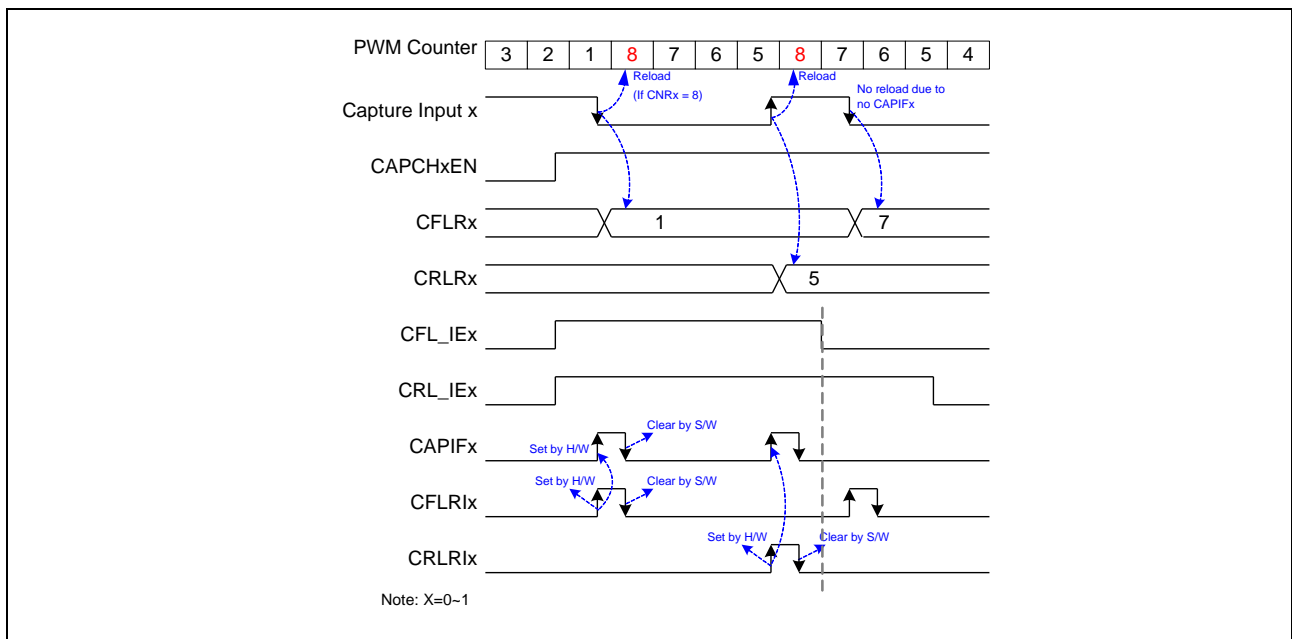 PWM Counter 3 2 1 8 7 6 5 8 7 6 5 4
Reload
(If CNRx = 8)
Reload
No reload due to
no CAPIFx
Capture Input x
CAPCHxEN
CFLRx 1 7
CRLRx 5
CFL_IEx
CRL_IEx
CAPIFx Set by H/W Clear by S/W
CFLRIx Set by H/W Clear by S/W
CRLRIx Set by H/W Clear by S/W
Note: X=0~1